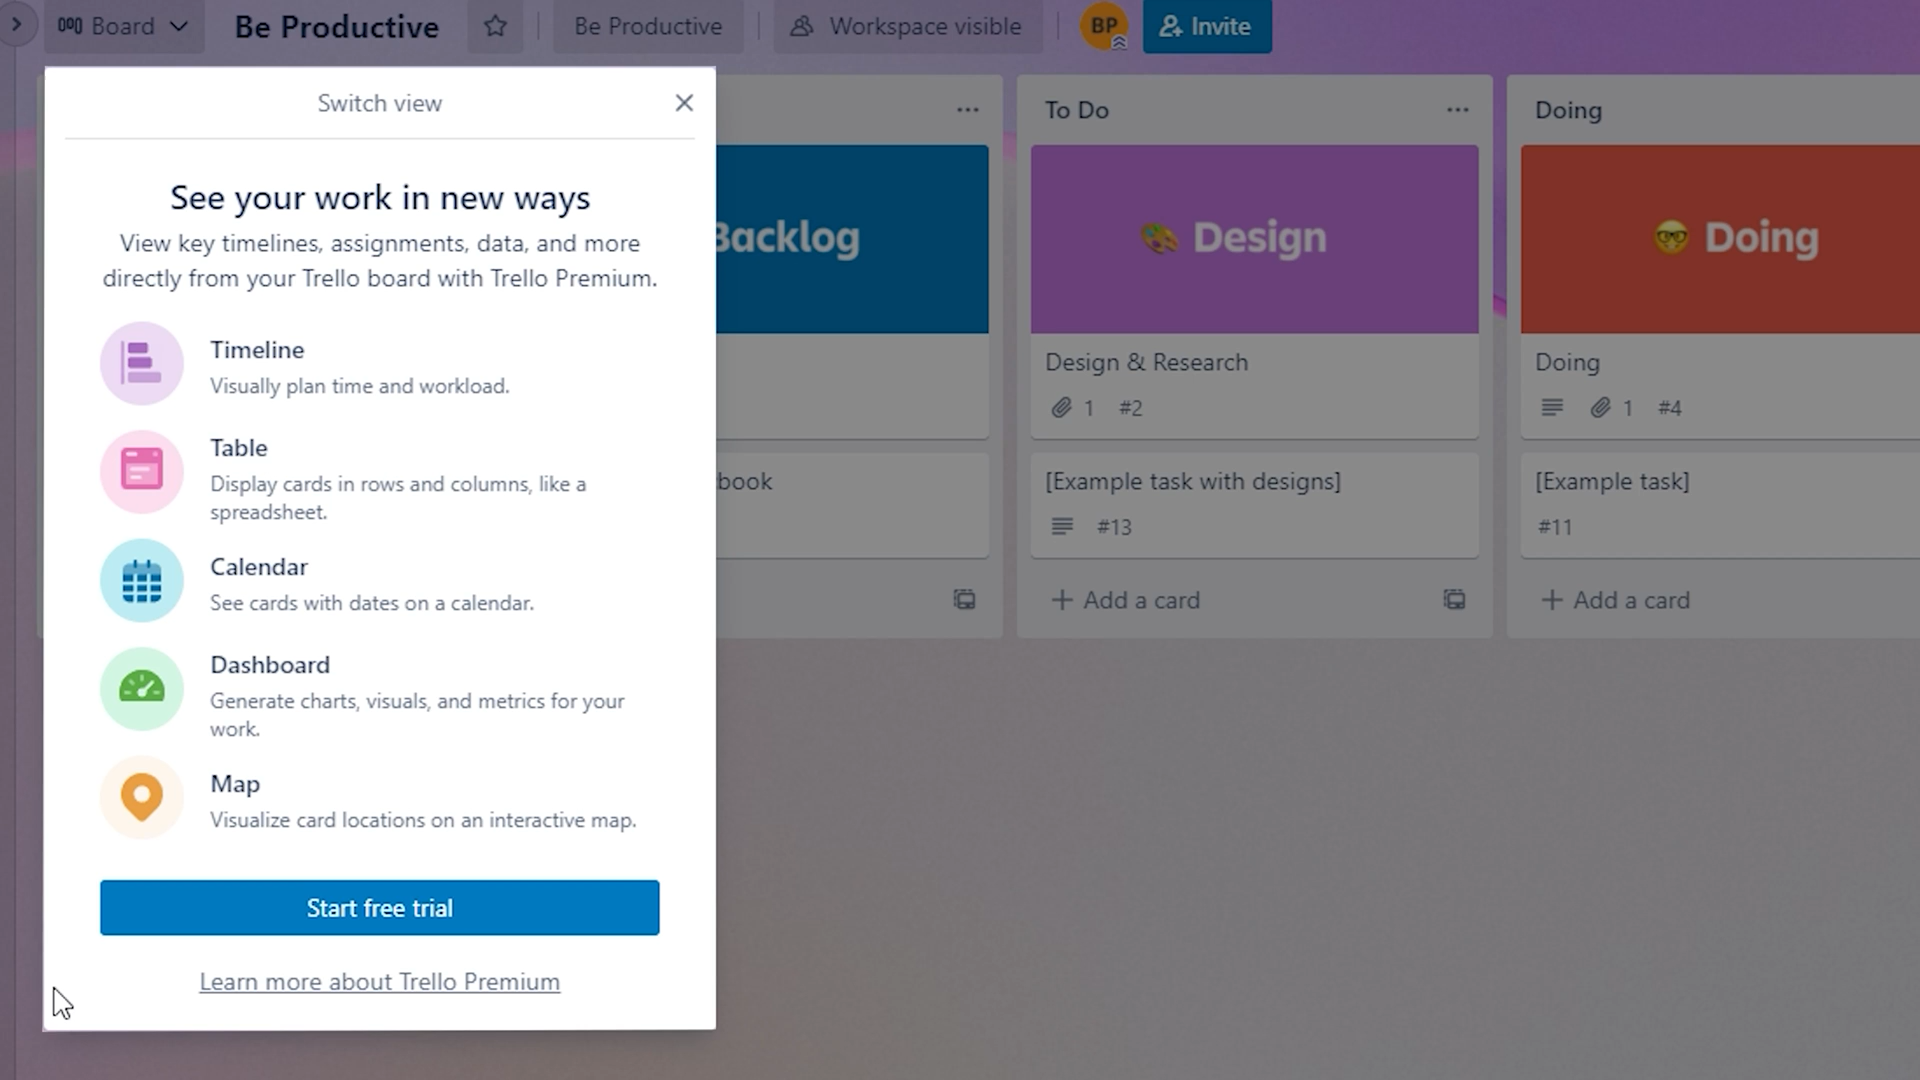 Board
Be Productive
Be Productive
Workspace visible
BP
Invite
Switch view
See your work in new ways
View key timelines, assignments, data, and more
directly from your Trello board with Trello Premium.
Timeline
Visually plan time and workload.
Table
Display cards in rows and columns, like a
spreadsheet.
Calendar
See cards with dates on a calendar.
Dashboard
Generate charts, visuals, and metrics for your
work.
Map
Visualize card locations on an interactive map.
Start free trial
Learn more about Trello Premium
Backlog
book
To Do
Design
Design & Research
1 #2
[Example task with designs]
#13
Add a card
Doing
Doing
Doing
1 #4
[Example task]
#11
Add a card